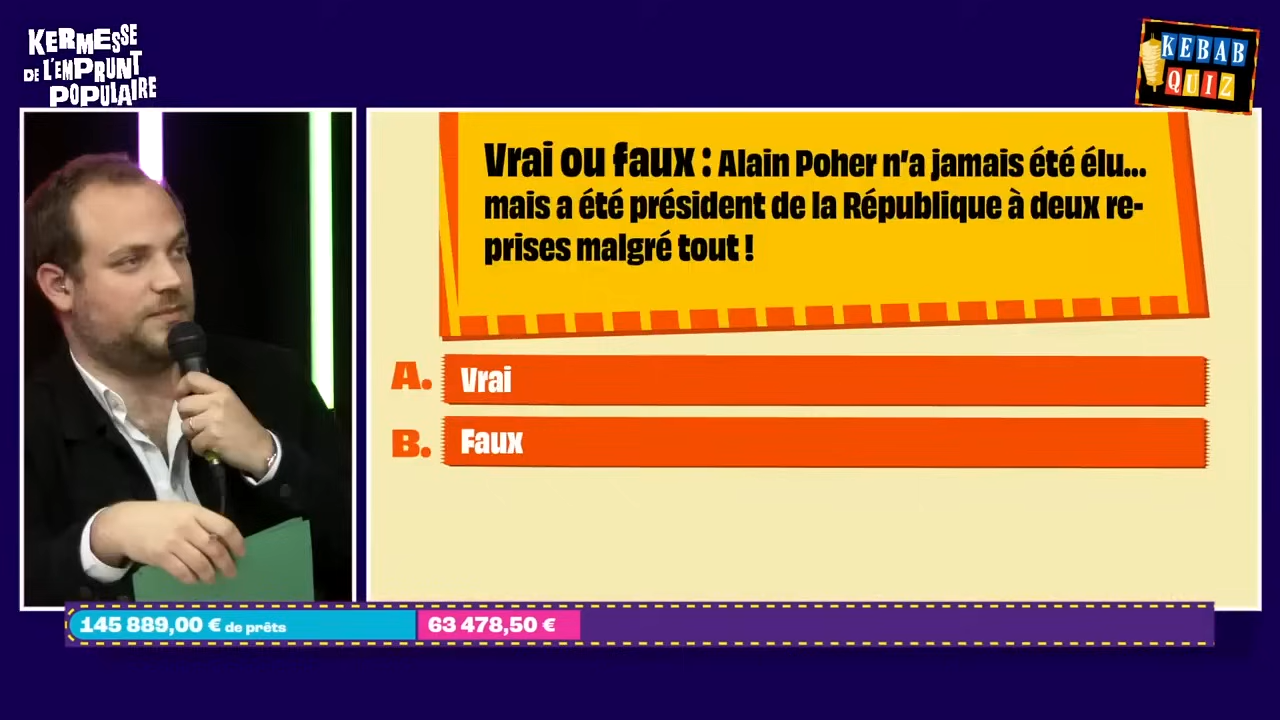 KERMESSE
DE L'EMPRUNT
POPULAIRE
KEBAB
QUIZ
Vrai ou faux : Alain Poher n'a jamais été élu...
mais a été président de la République à deux re-
prises malgré tout !
A. Vrai
B. Faux
145 889,00 € de prêts 63 478,50 €